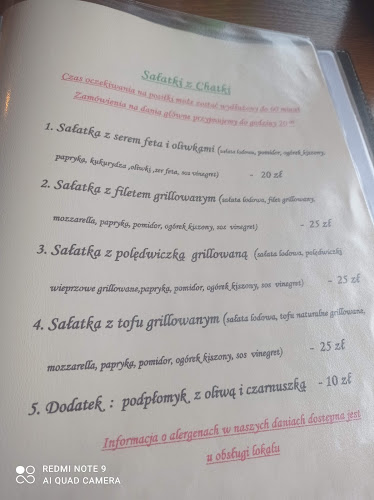 Sałatki z Chatki
Czas oczekiwania na posiłki może zostać wydłużony do 60 minut
Zamówienia na dania główne przyjmujemy do godziny 20 00
1. Sałatka z serem feta i oliwkami (sałata lodowa, pomidor, ogórek kiszony,
papryka, kukurydza ,oliwki ,ser feta, sos vinegret) - 20 zł
2. Sałatka z filetem grillowanym (sałata lodowa, filet grillowany,
mozzarella, papryka, pomidor, ogórek kyszony, sos vinegret) - 25 zł
3. Sałatka z polędwiczką grillowaną (sałata lodowa, polędwiczki
wieprzowe grillowane,papryka, pomidor, ogórek kiszony, sos vinegret) - 25 zł
4. Sałatka z tofu grillowanym (sałata lodowa, tofu naturalne grillowane,
mozzarella, papryka, pomidor, ogórek kiszony, sos vinegret) - 25 zł
5. Dodatek : podpłomyk z oliwą i czarnuszką - 10 zł
Informacja o alergenach w naszych daniach dostępna jest
u obsługi lokalu
REDMI NOTE 9
AI QUAD CAMERA